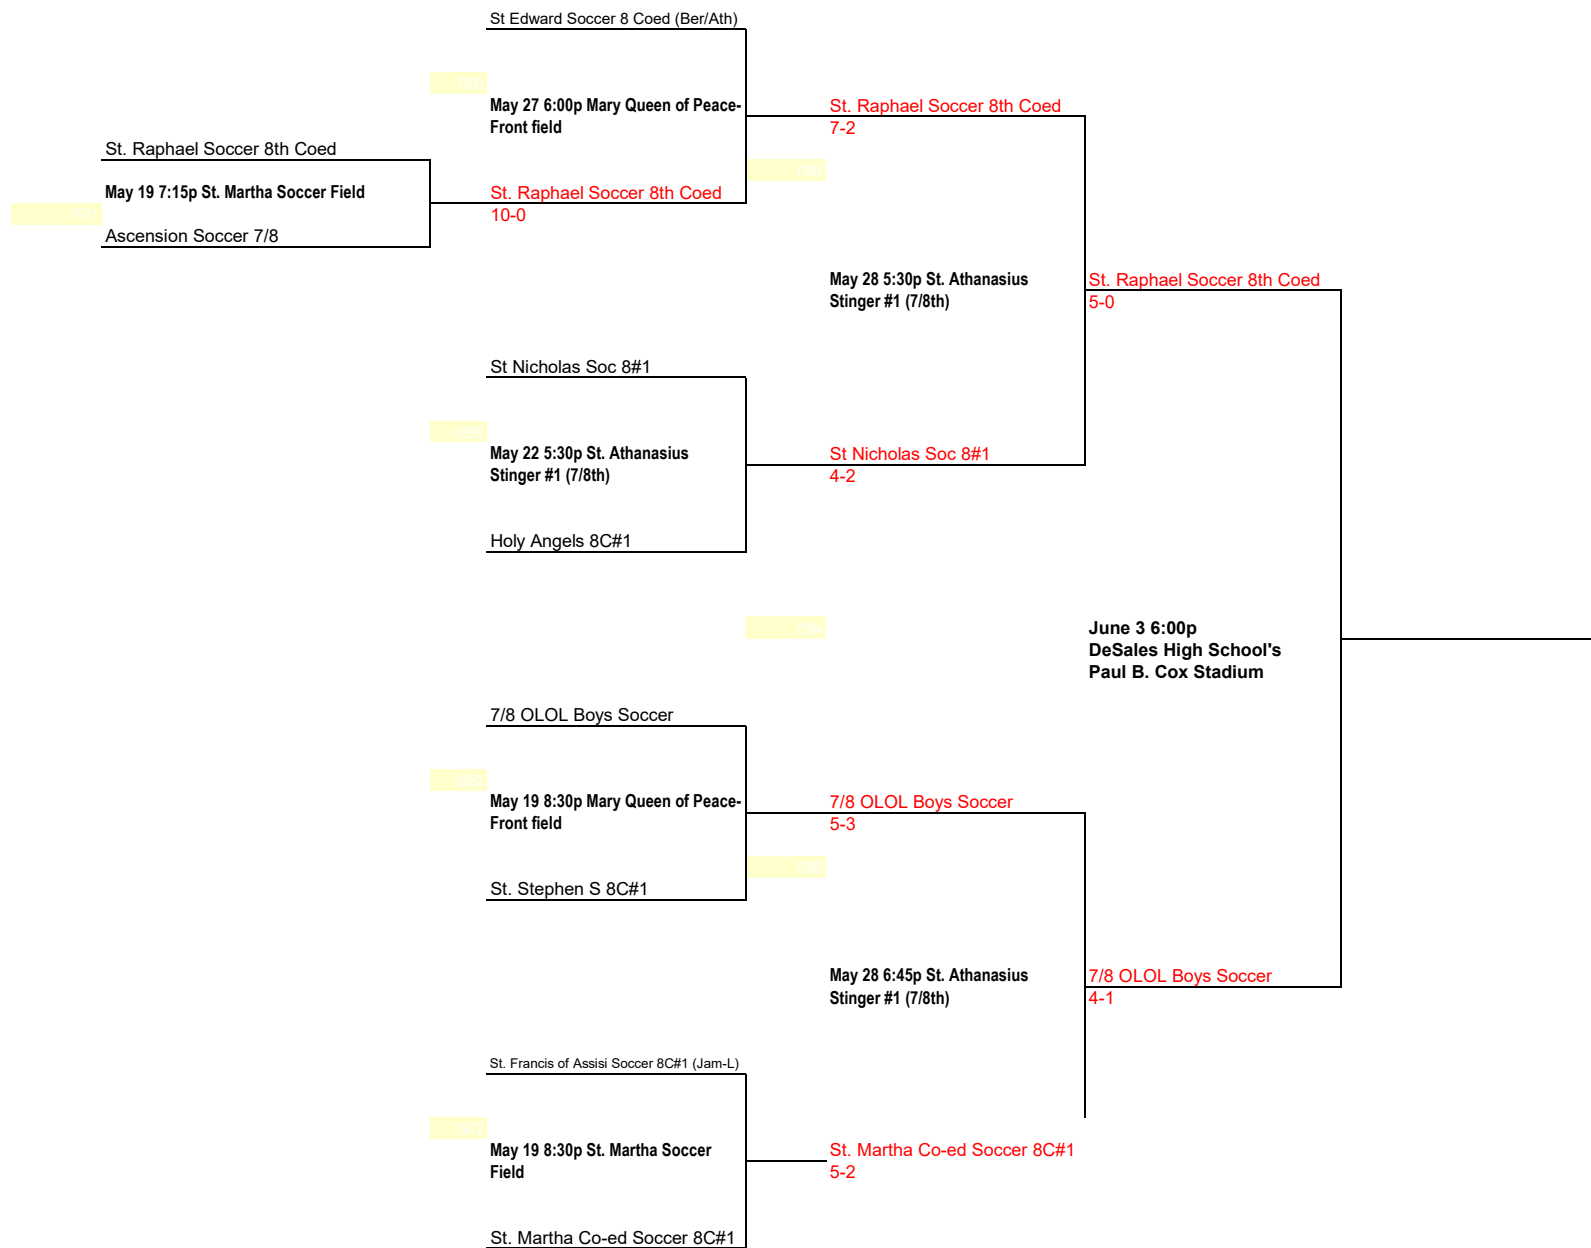 St Edward Soccer 8 Coed (Ber/Ath)
May 27 6:00p Mary Queen of Peace-
Front field
St. Raphael Soccer 8th Coed
7-2
St. Raphael Soccer 8th Coed
May 19 7:15p St. Martha Soccer Field
St. Raphael Soccer 8th Coed
10-0
Ascension Soccer 7/8
May 28 5:30p St. Athanasius
Stinger #1 (7/8th)
St. Raphael Soccer 8th Coed
5-0
St Nicholas Soc 8#1
May 22 5:30p St. Athanasius
Stinger #1 (7/8th)
St Nicholas Soc 8#1
4-2
Holy Angels 8C#1
June 3 6:00p
DeSales High School's
Paul B. Cox Stadium
7/8 OLOL Boys Soccer
May 19 8:30p Mary Queen of Peace-
Front field
7/8 OLOL Boys Soccer
5-3
St. Stephen S 8C#1
May 28 6:45p St. Athanasius
Stinger #1 (7/8th)
7/8 OLOL Boys Soccer
4-1
St. Francis of Assisi Soccer 8C#1 (Jam-L)
May 19 8:30p St. Martha Soccer
Field
St. Martha Co-ed Soccer 8C#1
5-2
St. Martha Co-ed Soccer 8C#1